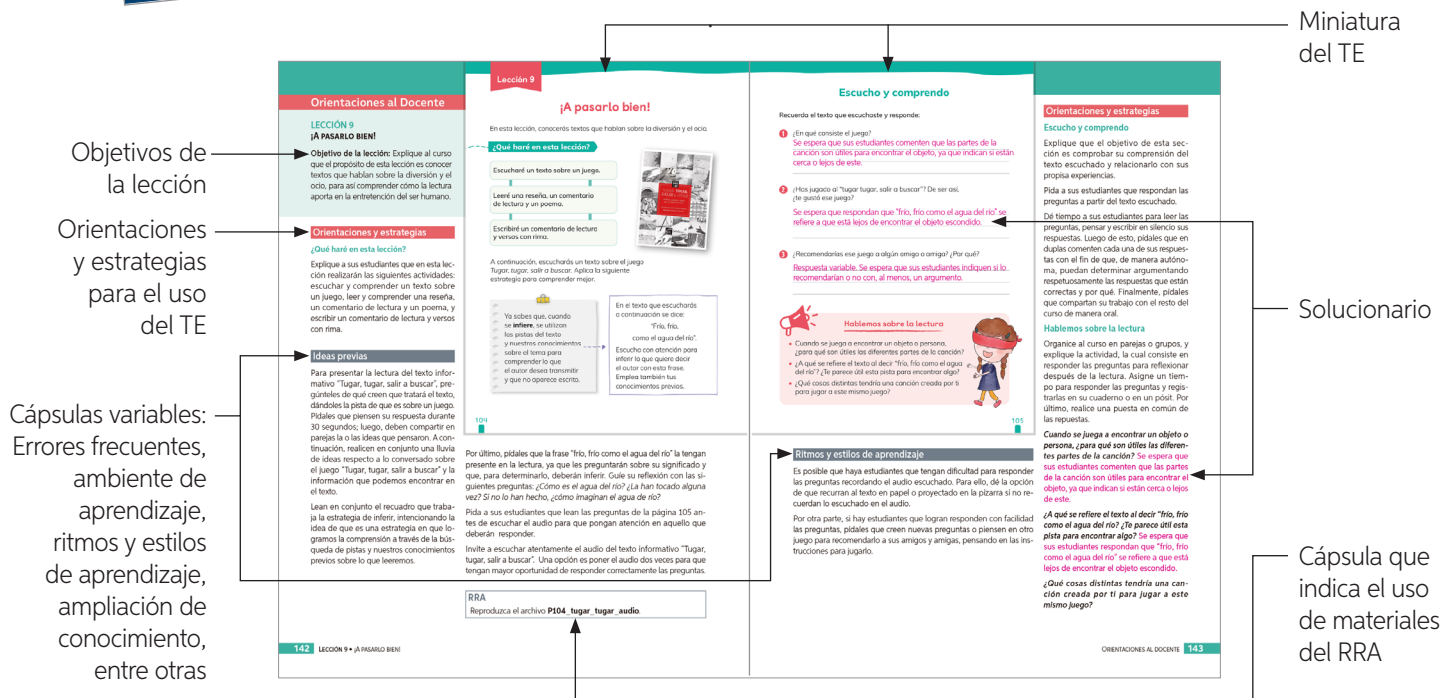 Miniatura
del TE
Objetivos de
la lección
Orientaciones
y estrategias
para el uso
del TE
Cápsulas variables:
Errores frecuentes,
ambiente de
aprendizaje,
ritmos y estilos
de aprendizaje,
ampliación de
conocimiento,
entre otras
Orientaciones al Docente
LECCIÓN 9
¡A PASARLO BIEN!
Objetivo de la lección: Explique al curso
que el propósito de esta lección es conocer
textos que hablan sobre la diversión y el
ocio, para así comprender cómo la lectura
aporta en la entretención del ser humano.
Orientaciones y estrategias
¿Qué haré en esta lección?
Explique a sus estudiantes que en esta lec-
ción realizarán las siguientes actividades:
escuchar y comprender un texto sobre
un juego, leer y comprender una reseña,
un comentario de lectura y un poema, y
escribir un comentario de lectura y versos
con rima.
Ideas previas
Para presentar la lectura del texto infor-
mativo "Tugar, tugar, salir a buscar", pre-
gúnteles de qué creen que tratará el texto,
dándoles la pista de que es sobre un juego.
Pídales que piensen su respuesta durante
30 segundos; luego, deben compartir en
parejas la o las ideas que pensaron. A con-
tinuación, realicen en conjunto una lluvia
de ideas respecto a lo conversado sobre
el juego "Tugar, tugar, salir a buscar" y la
información que podemos encontrar en
el texto.
Lean en conjunto el recuadro que traba-
ja la estrategia de inferir, intencionando la
idea de que es una estrategia en que lo-
gramos la comprensión a través de la bús-
queda de pistas y nuestros conocimientos
previos sobre lo que leeremos.
Lección 9
¡A pasarlo bien!
En esta lección, conocerás textos que hablan sobre la diversión y el ocio.
¿Qué haré en esta lección?
Escucharé un texto sobre un juego.
Leeré una reseña, un comentario
de lectura y un poema.
Escribiré un comentario de lectura
y versos con rima.
A continuación, escucharás un texto sobre el juego
Tugar, tugar, salir a buscar. Aplica la siguiente
estrategia para comprender mejor.
Ya sabes que, cuando
se infiere, se utilizan
las pistas del texto
y nuestros conocimientos
sobre el tema para
comprender lo que
el autor desea transmitir
y que no aparece escrito.
En el texto que escucharás
a continuación se dice:
"Frío, frío,
como el agua del río".
Escucha con atención para
inferir lo que quiere decir
el autor con esta frase.
Emplea también tus
conocimientos previos.
104
Por último, pídales que la frase "frío, frío como el agua del río" la tengan
presente en la lectura, ya que les preguntarán sobre su significado y
que, para determinarlo, deberán inferir. Guíe su reflexión con las si-
guientes preguntas: ¿Cómo es el agua del río? ¿La han tocado alguna
vez? Si no lo han hecho, ¿cómo imaginan el agua de río?
Pida a sus estudiantes que lean las preguntas de la página 105 an-
tes de escuchar el audio para que pongan atención en aquello que
deberán responder.
Invite a escuchar atentamente el audio del texto informativo "Tugar,
tugar, salir a buscar". Una opción es poner el audio dos veces para que
tengan mayor oportunidad de responder correctamente las preguntas.
RRA
Reproduzca el archivo P104_tugar_tugar_audio.
142 LECCIÓN 9 • ¡A PASARLO BIEN!
Escucho y comprendo
Recuerda el texto que escuchaste y responde:
1 ¿En qué consiste el juego?
Se espera que sus estudiantes comenten que las partes de la
canción son útiles para encontrar el objeto, ya que indican si están
cerca o lejos de este.
2 ¿Has jugado al "tugar tugar, salir a buscar"? De ser así,
¿te gustó ese juego?
Se espera que respondan que "frío, frío como el agua del río" se
refiere a que está lejos de encontrar el objeto escondido.
3 ¿Recomendarías ese juego a algún amigo o amiga? ¿Por qué?
Respuesta variable. Se espera que sus estudiantes indiquen si lo
recomendarían o no con, al menos, un argumento.
Hablemos sobre la lectura
• Cuando se juega a encontrar un objeto o persona,
¿para qué son útiles las diferentes partes de la canción?
• ¿A qué se refiere el texto al decir "frío, frío como el agua
del río"? ¿Te parece útil esta pista para encontrar algo?
• ¿Qué cosas distintas tendría una canción creada por ti
para jugar a este mismo juego?
105
Ritmos y estilos de aprendizaje
Es posible que haya estudiantes que tengan dificultad para responder
las preguntas recordando el audio escuchado. Para ello, dé la opción
de que recurran al texto en papel o proyectado en la pizarra si no re-
cuerdan lo escuchado en el audio.
Por otra parte, si hay estudiantes que logran responden con facilidad
las preguntas, pídales que creen nuevas preguntas o piensen en otro
juego para recomendarlo a sus amigos y amigas, pensando en las ins-
trucciones para jugarlo.
Orientaciones y estrategias
Escucho y comprendo
Explique que el objetivo de esta sec-
ción es comprobar su comprensión del
texto escuchado y relacionarlo con sus
propisa experiencias.
Pida a sus estudiantes que respondan las
preguntas a partir del texto escuchado.
Dé tiempo a sus estudiantes para leer las
preguntas, pensar y escribir en silencio sus
respuestas. Luego de esto, pídales que en
duplas comenten cada una de sus respues-
tas con el fin de que, de manera autóno-
ma, puedan determinar argumentando
respetuosamente las respuestas que están
correctas y por qué. Finalmente, pídales
que compartan su trabajo con el resto del
curso de manera oral.
Hablemos sobre la lectura
Organice al curso en parejas o grupos, y
explique la actividad, la cual consiste en
responder las preguntas para reflexionar
después de la lectura. Asigne un tiem-
po para responder las preguntas y regis-
trarlas en su cuaderno o en un pósit. Por
último, realice una puesta en común de
las repuestas.
Cuando se juega a encontrar un objeto o
persona, ¿para qué son útiles las diferen-
tes partes de la canción? Se espera que
sus estudiantes comenten que las partes
de la canción son útiles para encontrar el
objeto, ya que indican si están cerca o lejos
de este.
¿A qué se refiere el texto al decir "frío, frío
como el agua del río? ¿Te parece útil esta
pista para encontrar algo? Se espera que
sus estudiantes respondan que "frío, frío
como el agua del río" se refiere a que está
lejos de encontrar el objeto escondido.
¿Qué cosas distintas tendría una can-
ción creada por ti para jugar a este
mismo juego?
ORIENTACIONES AL DOCENTE 143
Solucionario
Cápsula que
indica el uso
de materiales
del RRA